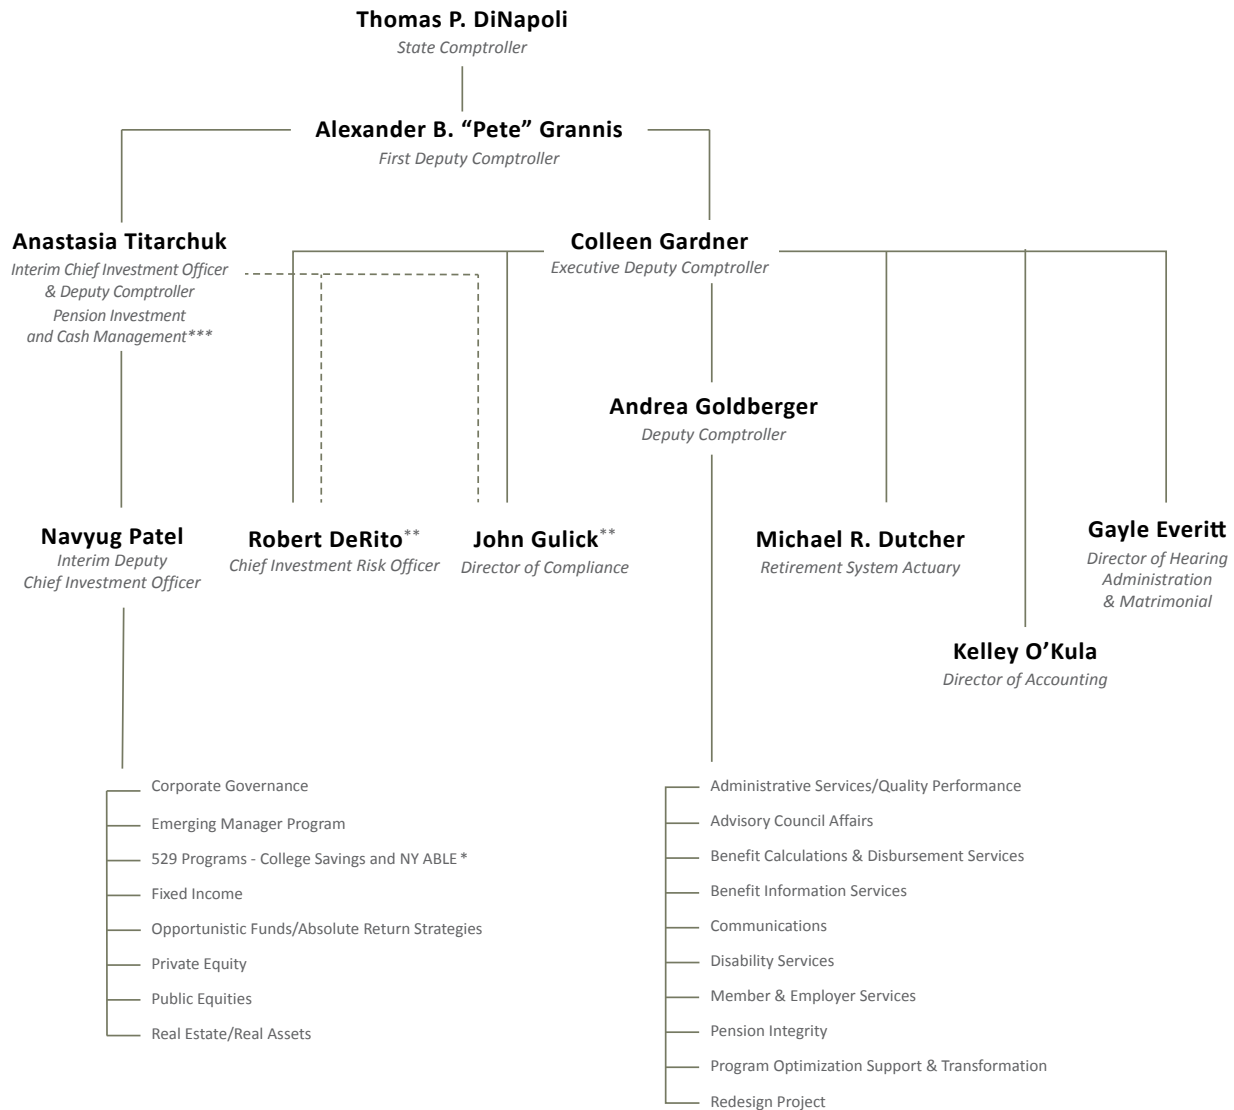 Thomas P. DiNapoli
State Comptroller
Alexander B. “Pete” Grannis
First Deputy Comptroller
Anastasia Titarchuk
Interim Chief Investment Officer
& Deputy Comptroller
Pension Investment
and Cash Management***
Colleen Gardner
Executive Deputy Comptroller
Andrea Goldberger
Deputy Comptroller
Navyug Patel
Interim Deputy
Chief Investment Officer
Robert DeRito**
Chief Investment Risk Officer
John Gulick**
Director of Compliance
Michael R. Dutcher
Retirement System Actuary
Gayle Everitt
Director of Hearing
Administration
& Matrimonial
Kelley O’Kula
Director of Accounting
Corporate Governance
Emerging Manager Program
529 Programs - College Savings and NY ABLE *
Fixed Income
Opportunistic Funds/Absolute Return Strategies
Private Equity
Public Equities
Real Estate/Real Assets
Administrative Services/Quality Performance
Advisory Council Affairs
Benefit Calculations & Disbursement Services
Benefit Information Services
Communications
Disability Services
Member & Employer Services
Pension Integrity
Program Optimization Support & Transformation
Redesign Project